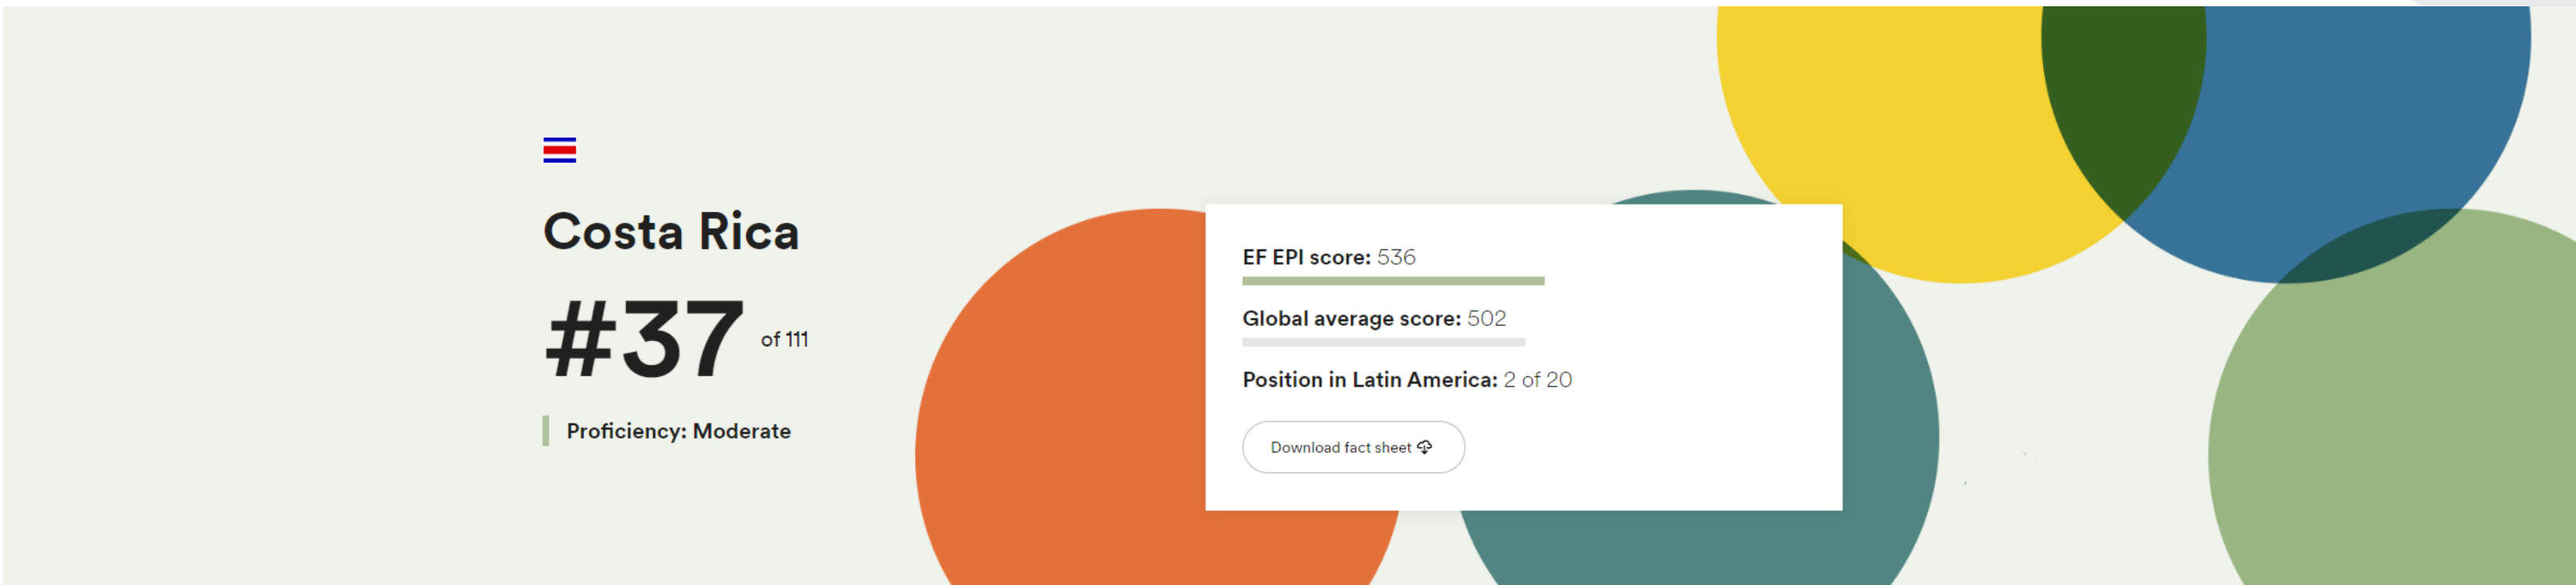 Costa Rica
#37 of 111
Proficiency: Moderate
EF EPI score: 536
Global average score: 502
Position in Latin America: 2 of 20
Download fact sheet